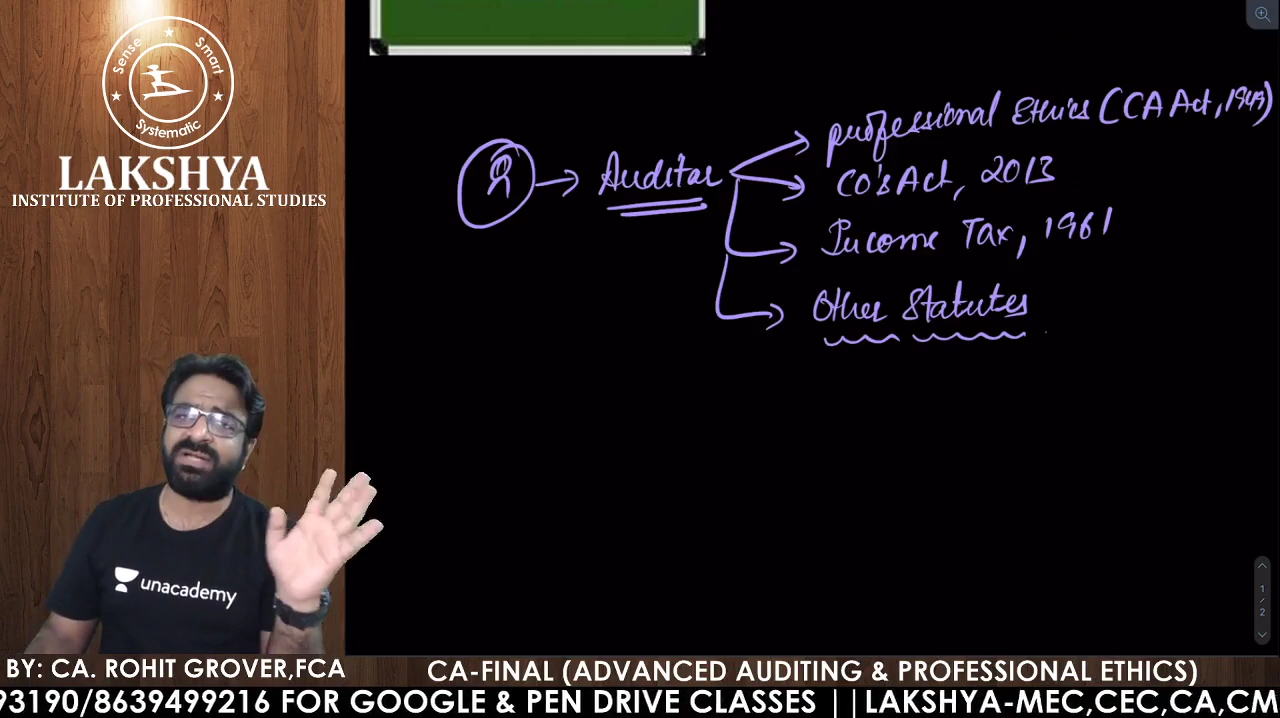 Sense
Smart
Systematic
LAKSHYA
INSTITUTE OF PROFESSIONAL STUDIES
Auditor
professional Ethics (CA Act, 1949)
Co's Act, 2013
Income Tax, 1961
Other Statutes
unacademy
1
/
2
BY: CA. ROHIT GROVER,FCA
CA-FINAL (ADVANCED AUDITING & PROFESSIONAL ETHICS)
93190/8639499216 FOR GOOGLE & PEN DRIVE CLASSES ||LAKSHYA-MEC,CEC,CA,CM